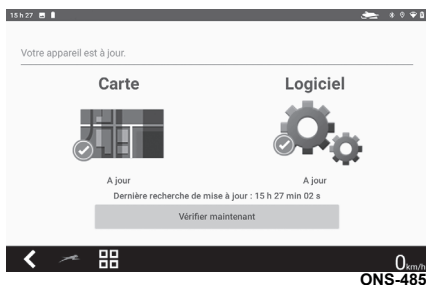 15 h 27
Votre appareil est à jour.
Carte
Logiciel
A jour
A jour
Dernière recherche de mise à jour : 15 h 27 min 02 s
Vérifier maintenant
0km/h
ONS-485